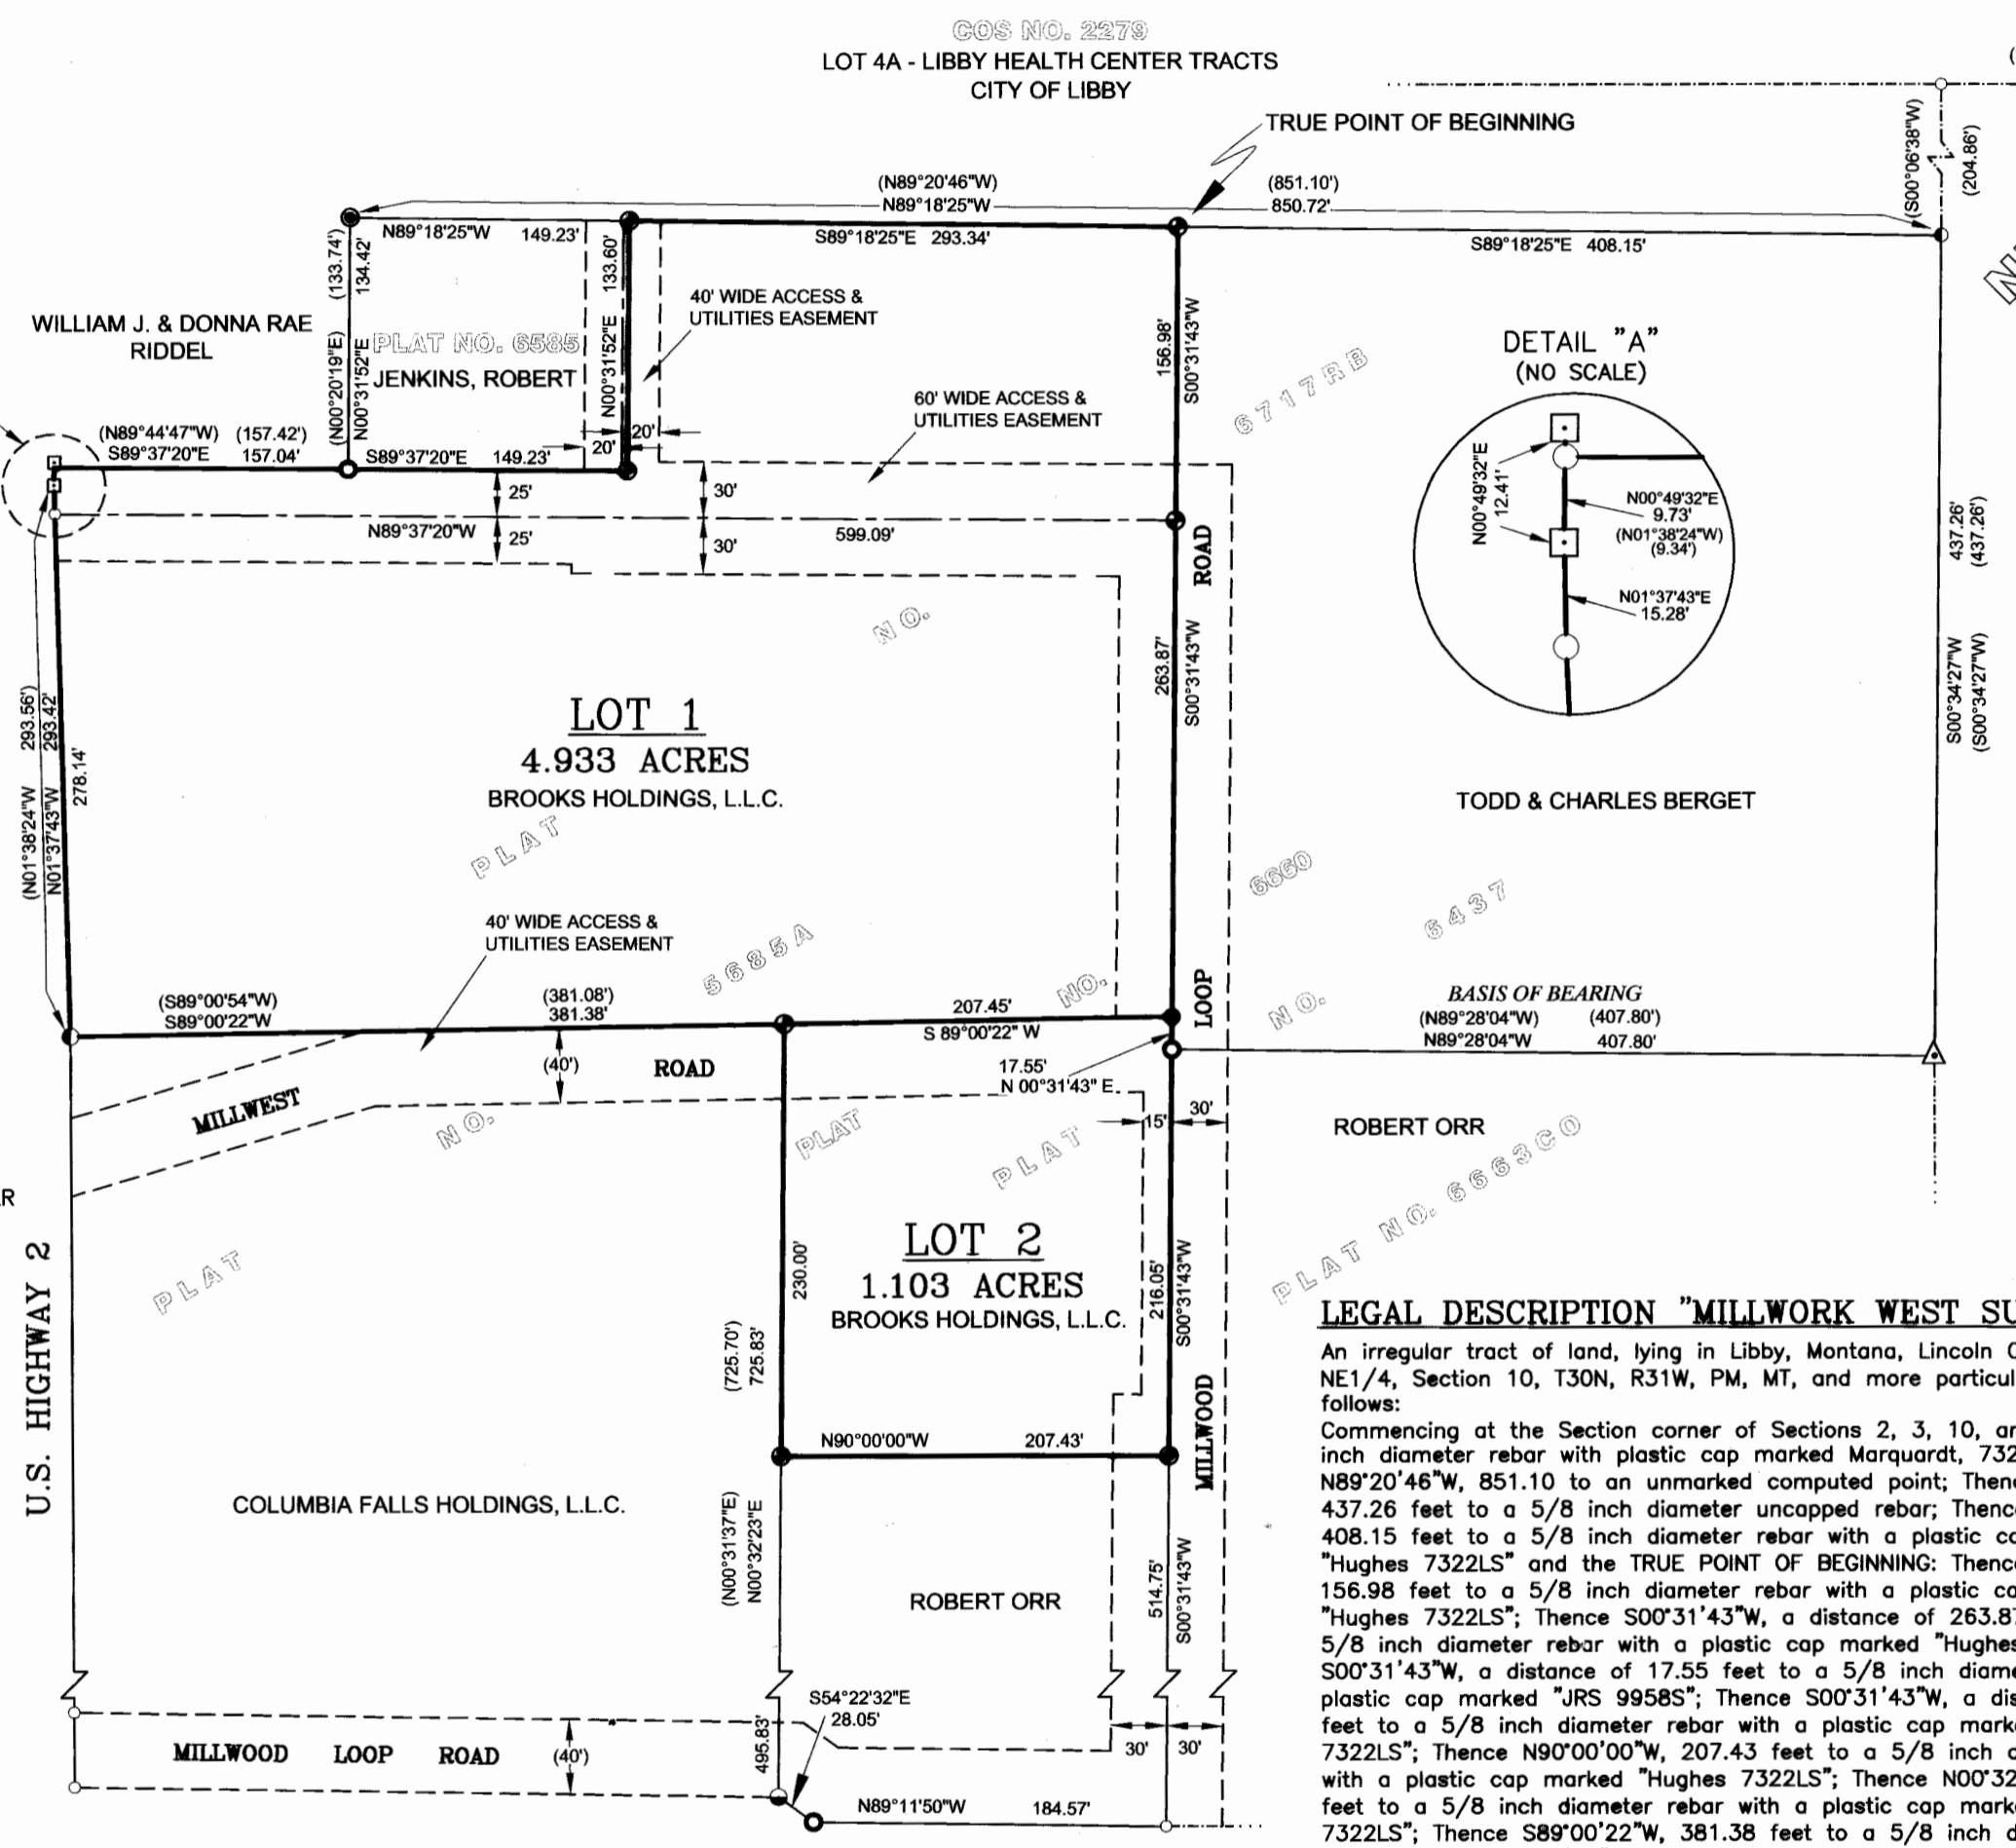 COS NO. 2279
LOT 4A - LIBBY HEALTH CENTER TRACTS
CITY OF LIBBY
TRUE POINT OF BEGINNING
(S00°06'38"W)
(204.86')
(N89°20'46"W) (851.10')
N89°18'25"W 850.72'
N89°18'25"W 149.23'
S89°18'25"E 293.34'
S89°18'25"E 408.15'
(133.74')
134.42'
(N00°20'19"E)
N00°31'52"E
133.60'
N00°31'52"E
40' WIDE ACCESS &
UTILITIES EASEMENT
156.98'
S00°31'43"W
WILLIAM J. & DONNA RAE
RIDDEL
PLAT NO. 6585
JENKINS, ROBERT
6717RB
DETAIL "A"
(NO SCALE)
N00°49'32"E
12.41'
N00°49'32"E
9.73'
(N01°38'24"W)
(9.34')
N01°37'43"E
15.28'
60' WIDE ACCESS &
UTILITIES EASEMENT
(N89°44'47"W) (157.42')
S89°37'20"E 157.04'
S89°37'20"E 149.23'
20'
20'
25'
30'
N89°37'20"W
599.09'
25'
30'
ROAD
437.26'
(437.26')
S00°34'27"W
(S00°34'27"W)
NO.
263.87'
S00°31'43"W
LOT 1
4.933 ACRES
BROOKS HOLDINGS, L.L.C.
(N01°38'24"W 293.56')
N01°37'43"W 293.42'
278.14'
TODD & CHARLES BERGET
PLAT
6660
6437
40' WIDE ACCESS &
UTILITIES EASEMENT
5685A
NO.
LOOP
NO.
(S89°00'54"W) (381.08')
S89°00'22"W 381.38'
207.45'
S 89°00'22" W
BASIS OF BEARING
(N89°28'04"W) (407.80')
N89°28'04"W 407.80'
(40')
ROAD
17.55'
N 00°31'43" E
MILLWEST
NO.
PLAT
PLAT
15'
30'
ROBERT ORR
PLAT NO. 6663CO
PLAT
U.S. HIGHWAY 2
230.00'
LOT 2
1.103 ACRES
BROOKS HOLDINGS, L.L.C.
216.05'
S00°31'43"W
(725.70')
725.83'
MILLWOOD
N90°00'00"W 207.43'
(N00°31'37"E)
N00°32'23"E
COLUMBIA FALLS HOLDINGS, L.L.C.
ROBERT ORR
514.75'
S00°31'43"W
S54°22'32"E
28.05'
495.83'
MILLWOOD LOOP ROAD (40')
30'
30'
N89°11'50"W 184.57'
LEGAL DESCRIPTION "MILLWORK WEST
An irregular tract of land, lying in Libby, Montana, Lincoln
NE1/4, Section 10, T30N, R31W, PM, MT, and more
follows:
Commencing at the Section corner of Sections 2, 3, 10,
inch diameter rebar with plastic cap marked Marquardt,
N89°20'46"W, 851.10 to an unmarked computed point;
437.26 feet to a 5/8 inch diameter uncapped rebar;
408.15 feet to a 5/8 inch diameter rebar with a plastic
"Hughes 7322LS" and the TRUE POINT OF BEGINNING:
156.98 feet to a 5/8 inch diameter rebar with a plastic
"Hughes 7322LS"; Thence S00°31'43"W, a distance of
5/8 inch diameter rebar with a plastic cap marked
S00°31'43"W, a distance of 17.55 feet to a 5/8 inch
plastic cap marked "JRS 9958S"; Thence S00°31'43"W, a
feet to a 5/8 inch diameter rebar with a plastic cap
7322LS"; Thence N90°00'00"W, 207.43 feet to a 5/8 inch
with a plastic cap marked "Hughes 7322LS"; Thence
feet to a 5/8 inch diameter rebar with a plastic cap
7322LS"; Thence S89°00'22"W, 381.38 feet to a 5/8 inch